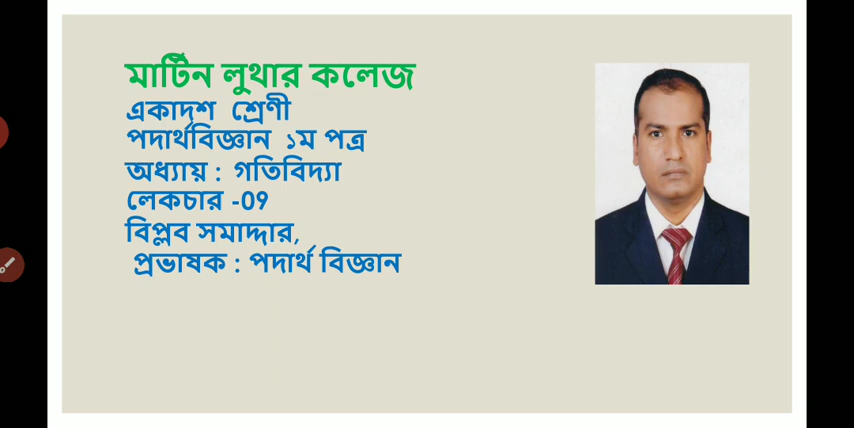 মার্টিন লুথার কলেজ
একাদশ শ্রেণী
পদার্থবিজ্ঞান ১ম পত্র
অধ্যায় : গতিবিদ্যা
লেকচার -09
বিপ্লব সমাদ্দার,
প্রভাষক : পদার্থ বিজ্ঞান